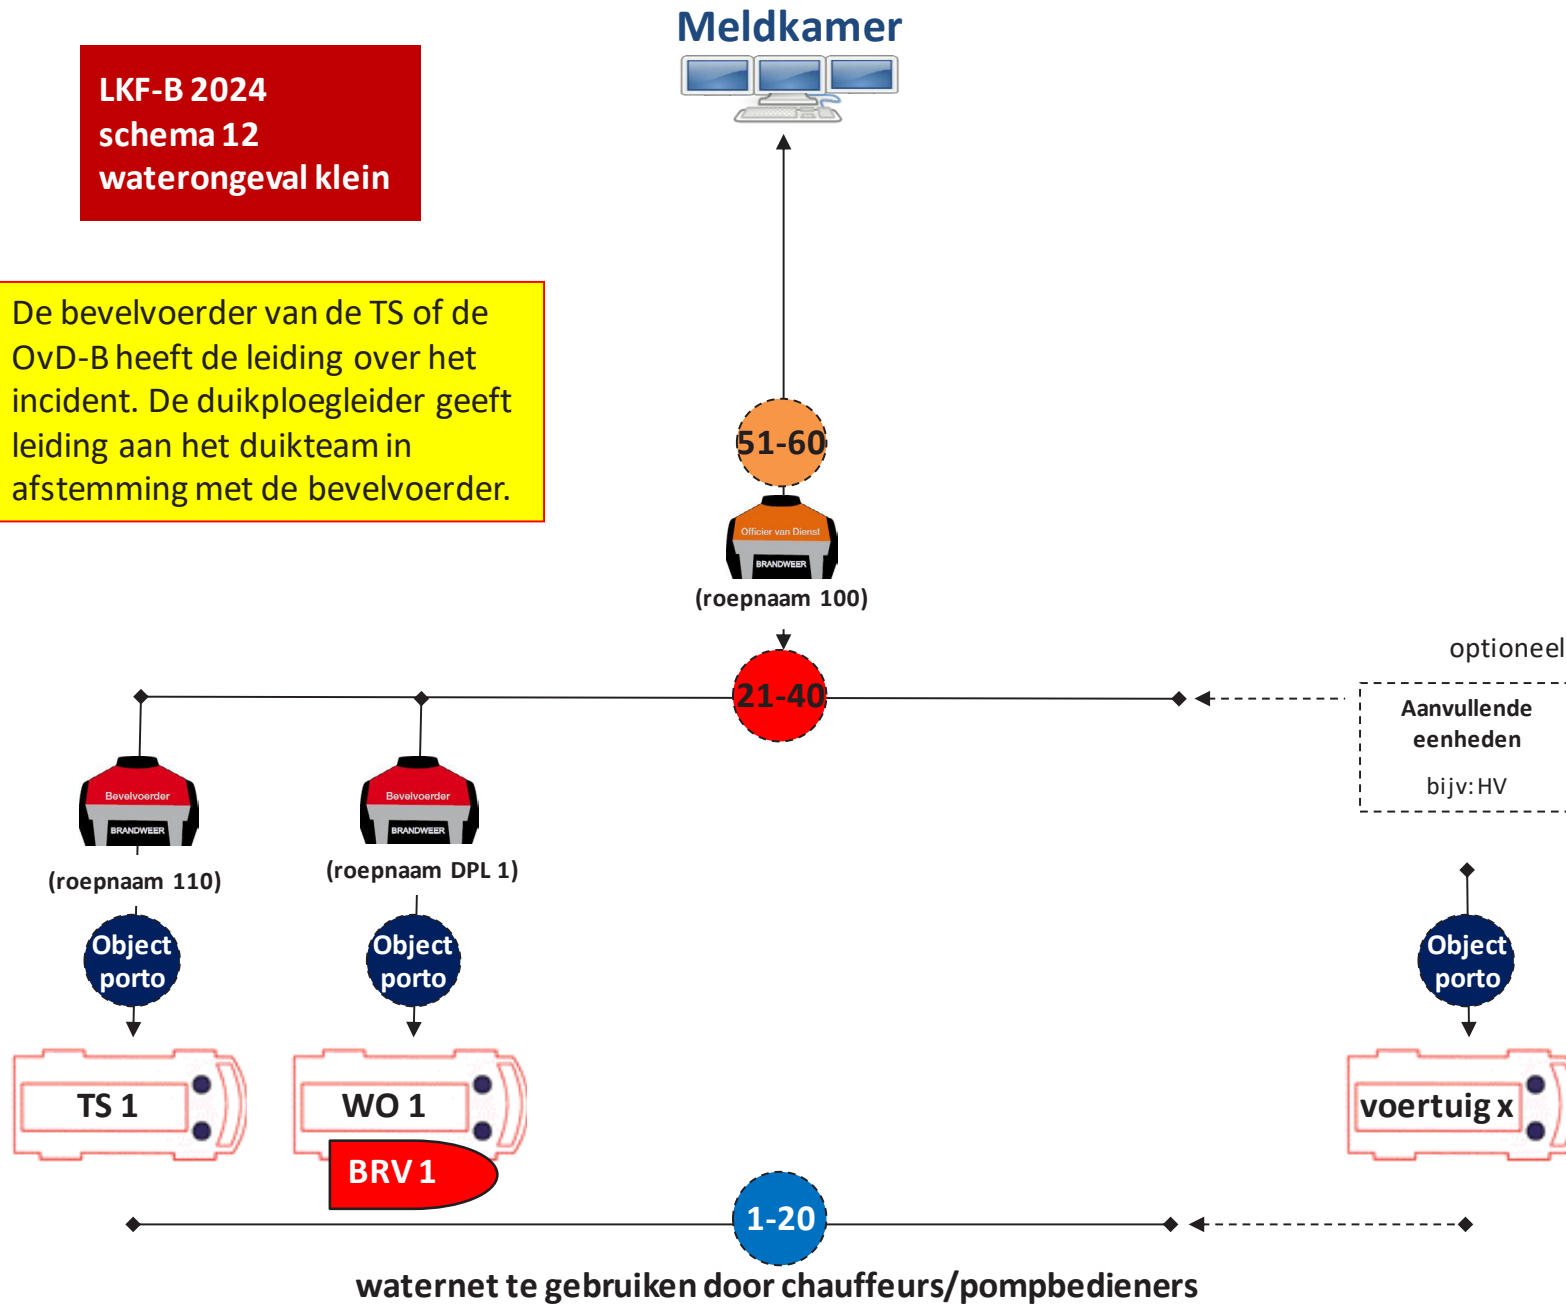 Meldkamer
LKF-B 2024
schema 12
waterongeval klein
De bevelvoerder van de TS of de
OvD-B heeft de leiding over het
incident. De duikploegleider geeft
leiding aan het duikteam in
afstemming met de bevelvoerder.
51-60
Officier van Dienst
BRANDWEER
(roepnaam 100)
optioneel
21-40
Aanvullende
eenheden
bijv: HV
Bevelvoerder
BRANDWEER
Bevelvoerder
BRANDWEER
(roepnaam 110)
(roepnaam DPL 1)
Object
porto
Object
porto
Object
porto
TS 1
WO 1
voertuig x
BRV 1
1-20
waternet te gebruiken door chauffeurs/pompbedieners